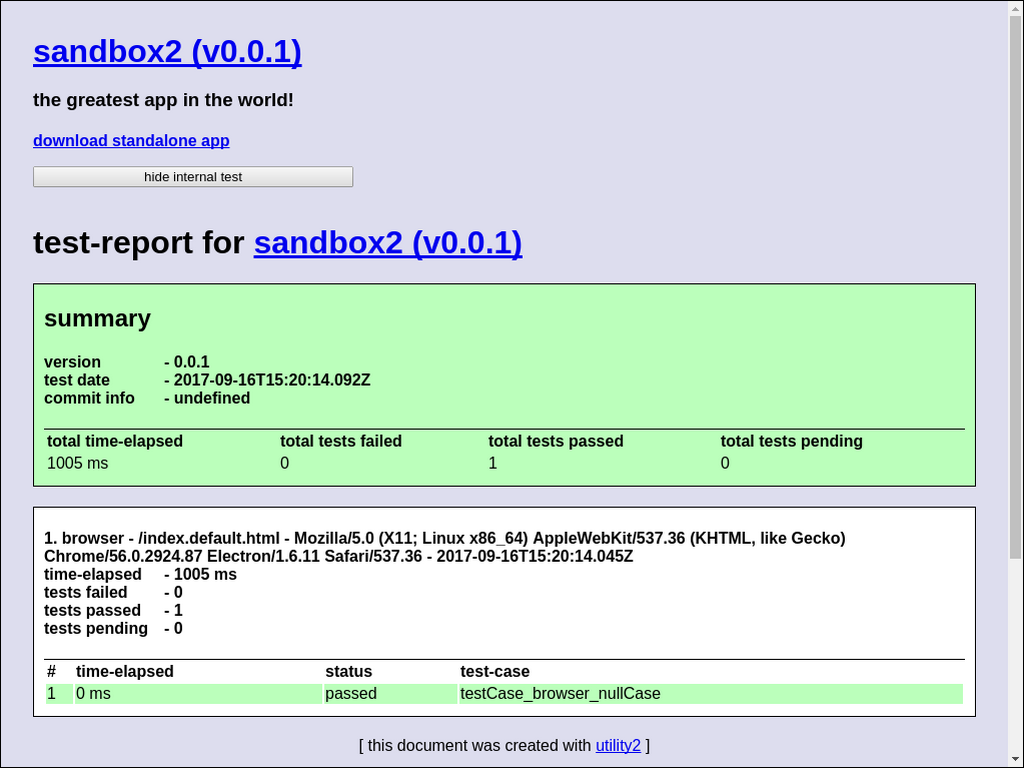 sandbox2 (v0.0.1)
the greatest app in the world!
download standalone app
hide internal test
test-report for sandbox2 (v0.0.1)
summary
version - 0.0.1
test date - 2017-09-16T15:20:14.092Z
commit info - undefined
total time-elapsed total tests failed total tests passed total tests pending
1005 ms 0 1 0
1. browser - /index.default.html - Mozilla/5.0 (X11; Linux x86_64) AppleWebKit/537.36 (KHTML, like Gecko)
Chrome/56.0.2924.87 Electron/1.6.11 Safari/537.36 - 2017-09-16T15:20:14.045Z
time-elapsed - 1005 ms
tests failed - 0
tests passed - 1
tests pending - 0
# time-elapsed status test-case
1 0 ms passed testCase_browser_nullCase
[ this document was created with utility2 ]